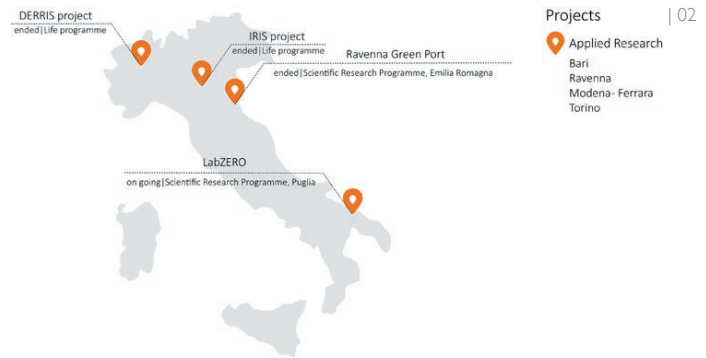 DERRIS project
ended|Life programme
IRIS project
ended|Life programme
Ravenna Green Port
ended|Scientific Research Programme, Emilia Romagna
LabZERO
on going|Scientific Research Programme, Puglia
Projects
| 02
Applied Research
Bari
Ravenna
Modena- Ferrara
Torino